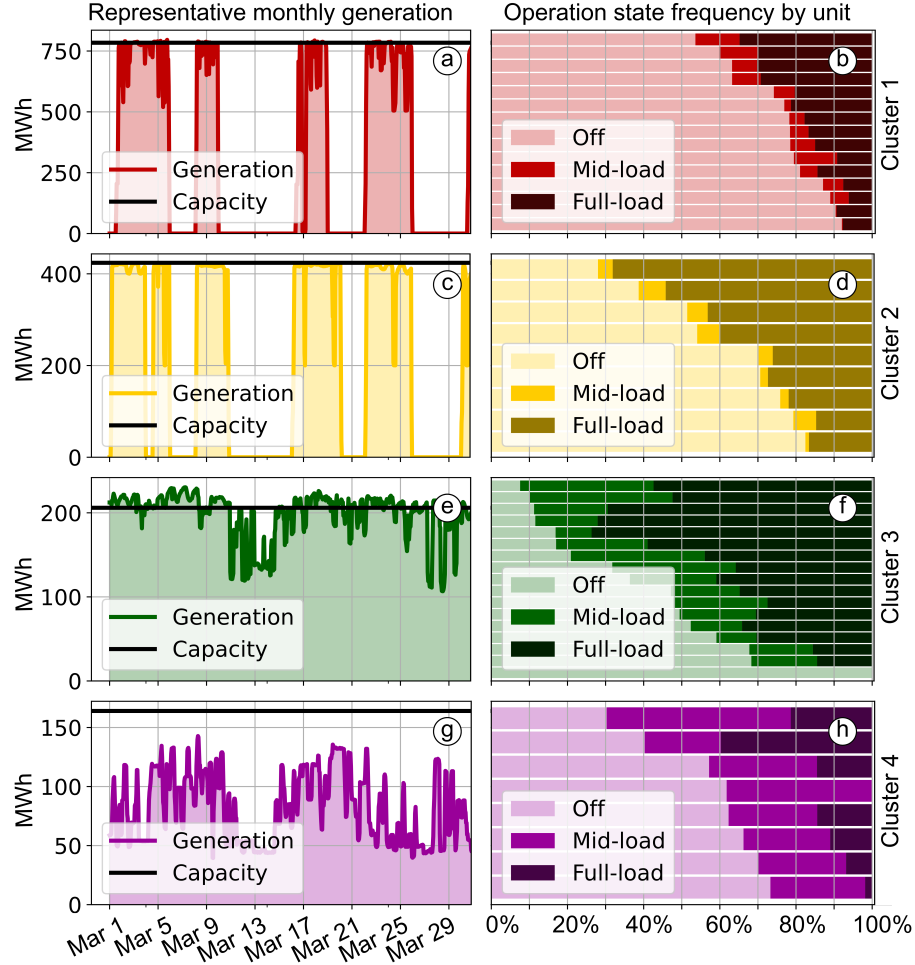 Representative monthly generation
Operation state frequency by unit
750
500
250
0
MWh
a
Generation
Capacity
b
Off
Mid-load
Full-load
Cluster 1
400
200
0
MWh
c
Generation
Capacity
d
Off
Mid-load
Full-load
Cluster 2
200
100
0
MWh
e
Generation
Capacity
f
Off
Mid-load
Full-load
Cluster 3
150
100
50
0
MWh
g
Generation
Capacity
h
Off
Mid-load
Full-load
Cluster 4
Mar 1
Mar 5
Mar 9
Mar 13
Mar 17
Mar 21
Mar 25
Mar 29
0%
20%
40%
60%
80%
100%